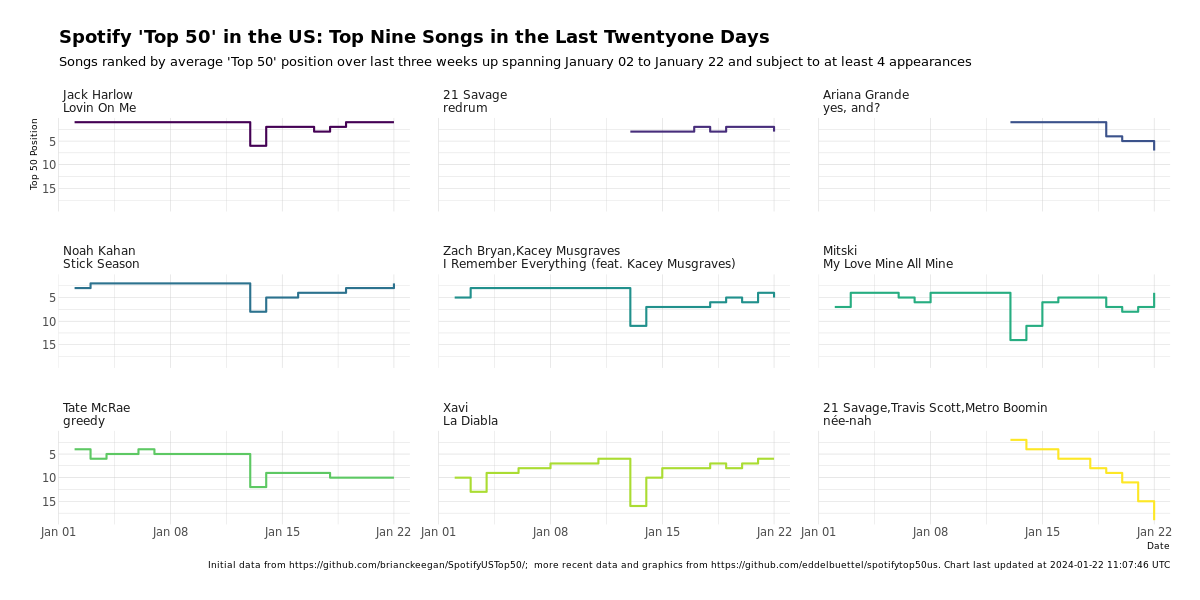 Spotify 'Top 50' in the US: Top Nine Songs in the Last Twentyone Days
Songs ranked by average 'Top 50' position over last three weeks up spanning January 02 to January 22 and subject to at least 4 appearances
Jack Harlow
Lovin On Me
21 Savage
redrum
Ariana Grande
yes, and?
Top 50 Position
5
10
15
Noah Kahan
Stick Season
Zach Bryan,Kacey Musgraves
I Remember Everything (feat. Kacey Musgraves)
Mitski
My Love Mine All Mine
5
10
15
Tate McRae
greedy
Xavi
La Diabla
21 Savage,Travis Scott,Metro Boomin
née-nah
5
10
15
Jan 01 Jan 08 Jan 15 Jan 22 Jan 01 Jan 08 Jan 15 Jan 22 Jan 01 Jan 08 Jan 15 Jan 22
Date
Initial data from https://github.com/brianckeegan/SpotifyUSTop50/; more recent data and graphics from https://github.com/eddelbuettel/spotifytop50us. Chart last updated at 2024-01-22 11:07:46 UTC